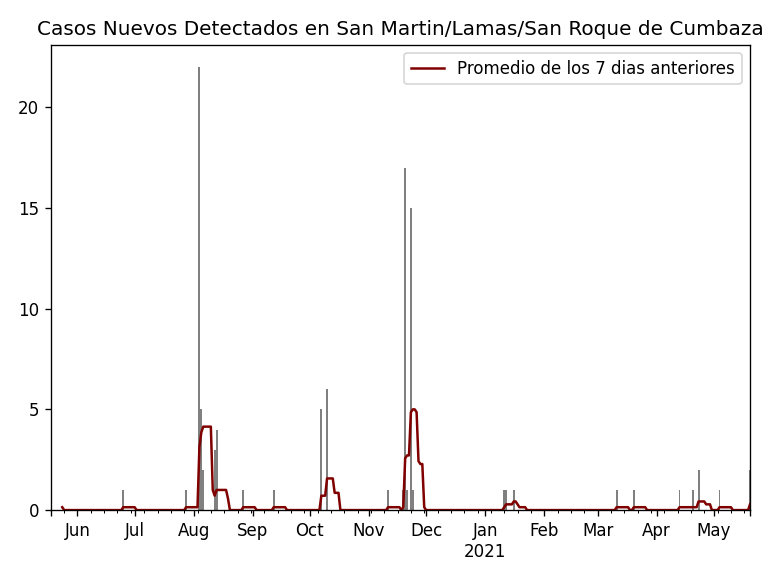 Casos Nuevos Detectados en San Martin/Lamas/San Roque de Cumbaza
Promedio de los 7 dias anteriores
20
15
10
5
0
Jun Jul Aug Sep Oct Nov Dec Jan Feb Mar Apr May
2021